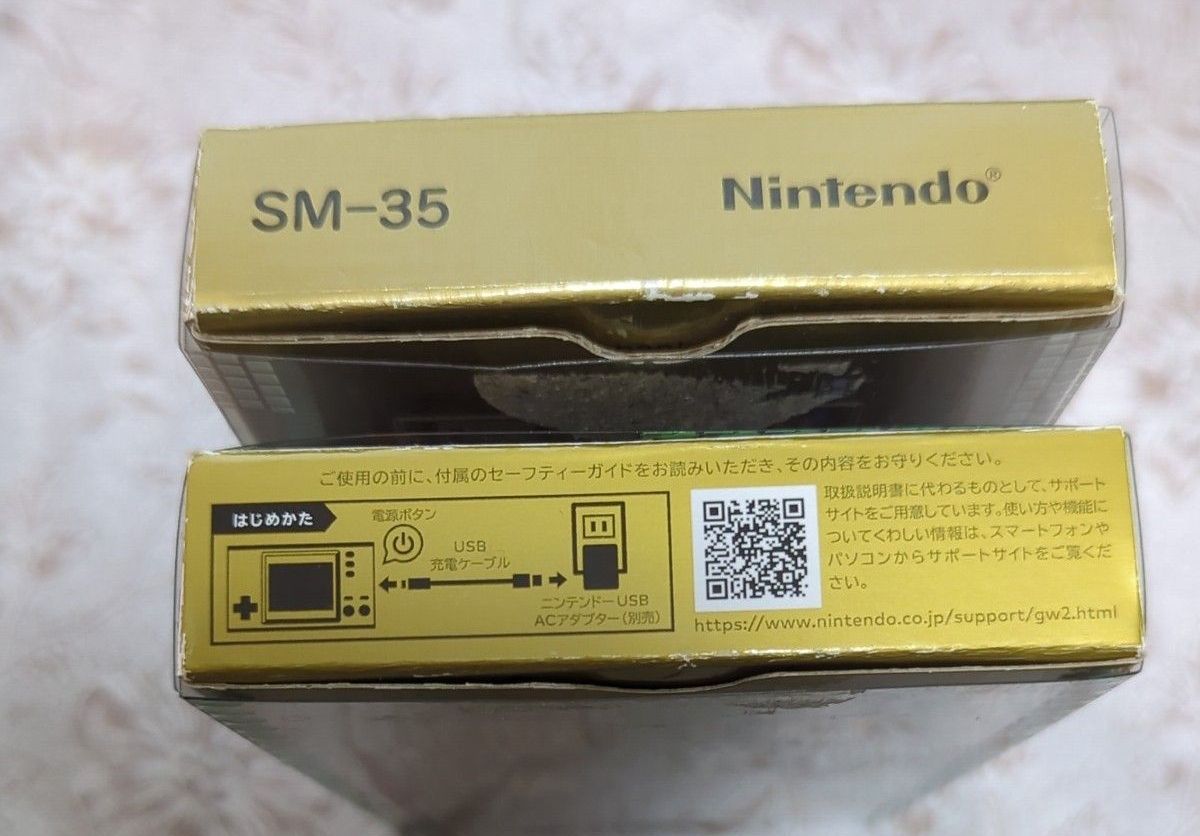 SM-35
Nintendo®
ご使用の前に、付属のセーフティーガイドをお読みいただき、その内容をお守りください。
はじめかた
電源ボタン
USB
充電ケーブル
ニンテンドーUSB
ACアダプター（別売）
取扱説明書に代わるものとして、サポート
サイトをご用意しています。使い方や機能に
ついてくわしい情報は、スマートフォンや
パソコンからサポートサイトをご覧くだ
さい。
https://www.nintendo.co.jp/support/gw2.html